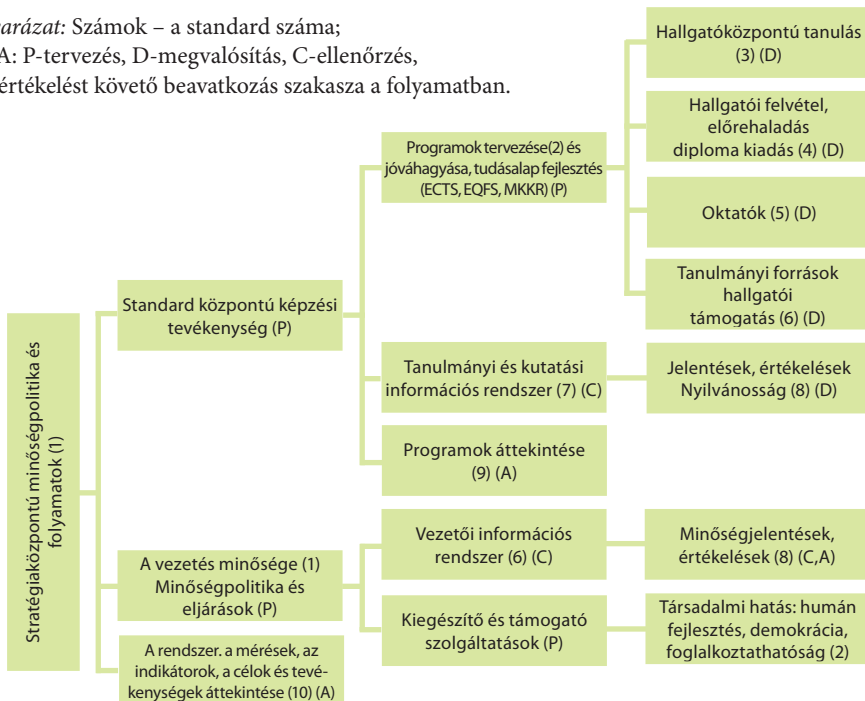 arázat: Számok – a standard száma;
A: P-tervezés, D-megvalósítás, C-ellenőrzés,
értékelést követő beavatkozás szakasza a folyamatban.
Stratégiaközpontú minőségpolitika és
folyamatok (1)
Standard központú képzési
tevékenység (P)
Programok tervezése(2) és
jóváhagyása, tudásalap fejlesztés
(ECTS, EQFS, MKKR) (P)
Hallgatóközpontú tanulás
(3) (D)
Hallgatói felvétel,
előrehaladás
diploma kiadás (4) (D)
Oktatók (5) (D)
Tanulmányi források
hallgatói
támogatás (6) (D)
Tanulmányi és kutatási
információs rendszer (7) (C)
Jelentések, értékelések
Nyilvánosság (8) (D)
Programok áttekintése
(9) (A)
A vezetés minősége (1)
Minőségpolitika és
eljárások (P)
Vezetői információs
rendszer (6) (C)
Minőségjelentések,
értékelések (8) (C,A)
Kiegészítő és támogató
szolgáltatások (P)
Társadalmi hatás: humán
fejlesztés, demokrácia,
foglalkoztathatóság (2)
A rendszer. a mérések, az
indikátorok, a célok és tevé-
kenységek áttekintése (10) (A)